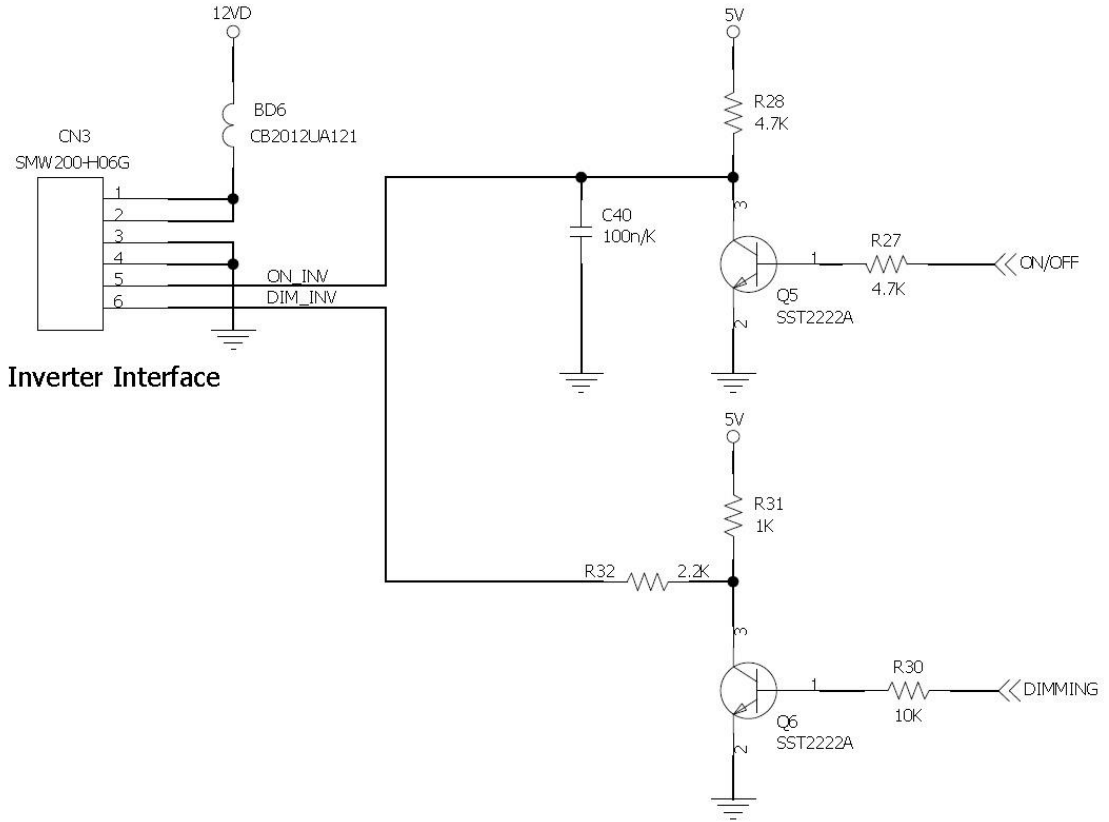 12VD
BD6
CB2012UA121
CN3
SMW200-H06G
1
2
3
4
5
6
ON_INV
DIM_INV
Inverter Interface
5V
R28
4.7K
C40
100n/K
3
1
2
Q5
SST2222A
R27
4.7K
ON/OFF
5V
R31
1K
R32
2.2K
3
1
2
Q6
SST2222A
R30
10K
DIMMING